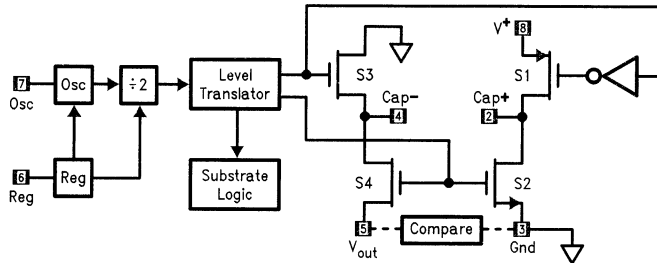 8
V+
S3
S1
7
Osc
Osc
÷2
Level
Translator
Cap-
4
Cap+
2
6
Reg
Reg
Substrate
Logic
S4
S2
5
Vout
Compare
3
Gnd